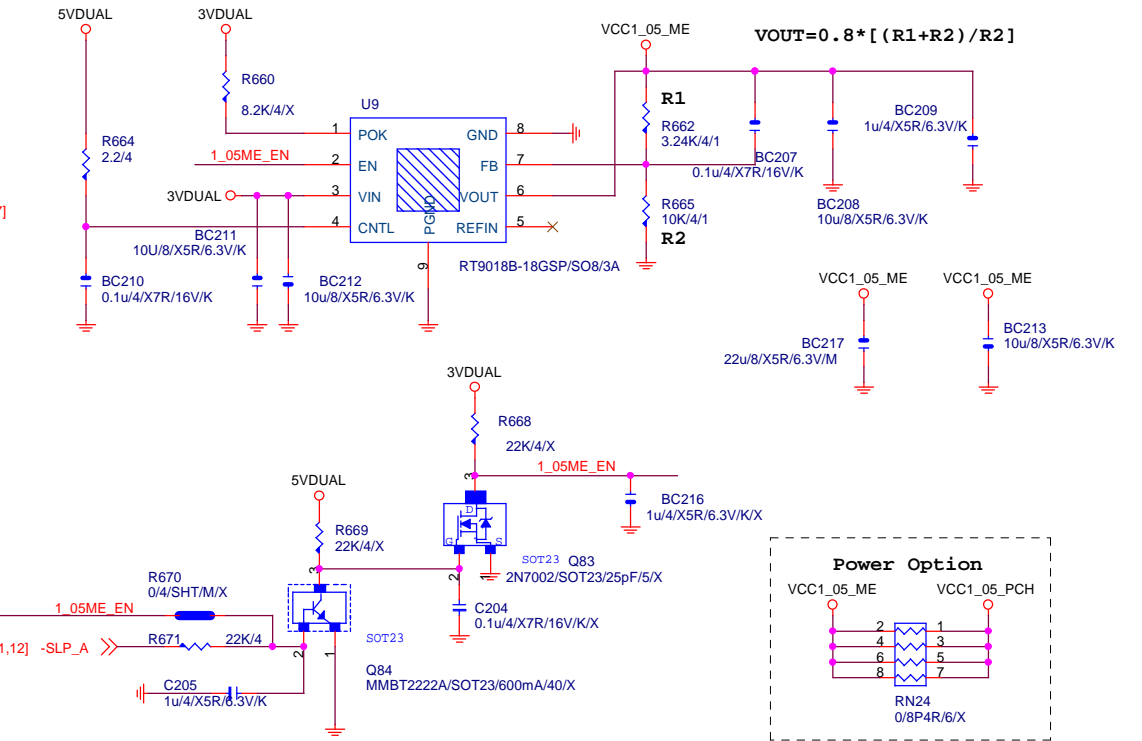 5VDUAL
3VDUAL
VCC1_05_ME
VOUT=0.8*[(R1+R2)/R2]
R660
8.2K/4/X
U9
R1
R662
3.24K/4/1
BC209
1u/4/X5R/6.3V/K
R664
2.2/4
1
POK
GND
8
1_05ME_EN
2
EN
FB
7
BC207
0.1u/4/X7R/16V/K
3VDUAL
3
VIN
VOUT
6
4
CNTL
PGND
REFIN
5
R665
10K/4/1
R2
BC208
10u/8/X5R/6.3V/K
7]
BC211
10U/8/X5R/6.3V/K
9
RT9018B-18GSP/SO8/3A
BC210
0.1u/4/X7R/16V/K
BC212
10u/8/X5R/6.3V/K
VCC1_05_ME
VCC1_05_ME
BC217
22u/8/X5R/6.3V/M
BC213
10u/8/X5R/6.3V/K
3VDUAL
R668
22K/4/X
1_05ME_EN
3
5VDUAL
BC216
1u/4/X5R/6.3V/K/X
D
G
S
R669
22K/4/X
SOT23
Q83
2N7002/SOT23/25pF/5/X
3
2
1
R670
0/4/SHT/M/X
C204
0.1u/4/X7R/16V/K/X
1_05ME_EN
SOT23
1,12]
-SLP_A
R671
22K/4
2
1
Q84
MMBT2222A/SOT23/600mA/40/X
C205
1u/4/X5R/6.3V/K
Power Option
VCC1_05_ME
VCC1_05_PCH
2
1
4
3
6
5
8
7
RN24
0/8P4R/6/X